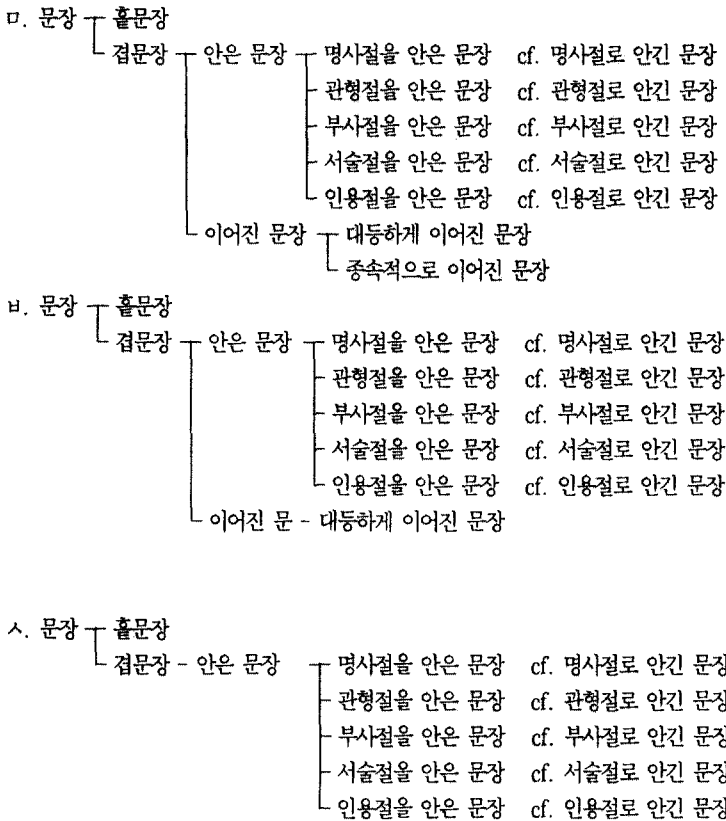 ㅁ. 문장 홑문장
겹문장 안은 문장 명사절을 안은 문장 cf. 명사절로 안긴 문장
관형절을 안은 문장 cf. 관형절로 안긴 문장
부사절을 안은 문장 cf. 부사절로 안긴 문장
서술절을 안은 문장 cf. 서술절로 안긴 문장
인용절을 안은 문장 cf. 인용절로 안긴 문장
이어진 문장 대등하게 이어진 문장
종속적으로 이어진 문장
ㅂ. 문장 홑문장
겹문장 안은 문장 명사절을 안은 문장 cf. 명사절로 안긴 문장
관형절을 안은 문장 cf. 관형절로 안긴 문장
부사절을 안은 문장 cf. 부사절로 안긴 문장
서술절을 안은 문장 cf. 서술절로 안긴 문장
인용절을 안은 문장 cf. 인용절로 안긴 문장
이어진 문 - 대등하게 이어진 문장
ㅅ. 문장 홑문장
겹문장 - 안은 문장 명사절을 안은 문장 cf. 명사절로 안긴 문장
관형절을 안은 문장 cf. 관형절로 안긴 문장
부사절을 안은 문장 cf. 부사절로 안긴 문장
서술절을 안은 문장 cf. 서술절로 안긴 문장
인용절을 안은 문장 cf. 인용절로 안긴 문장